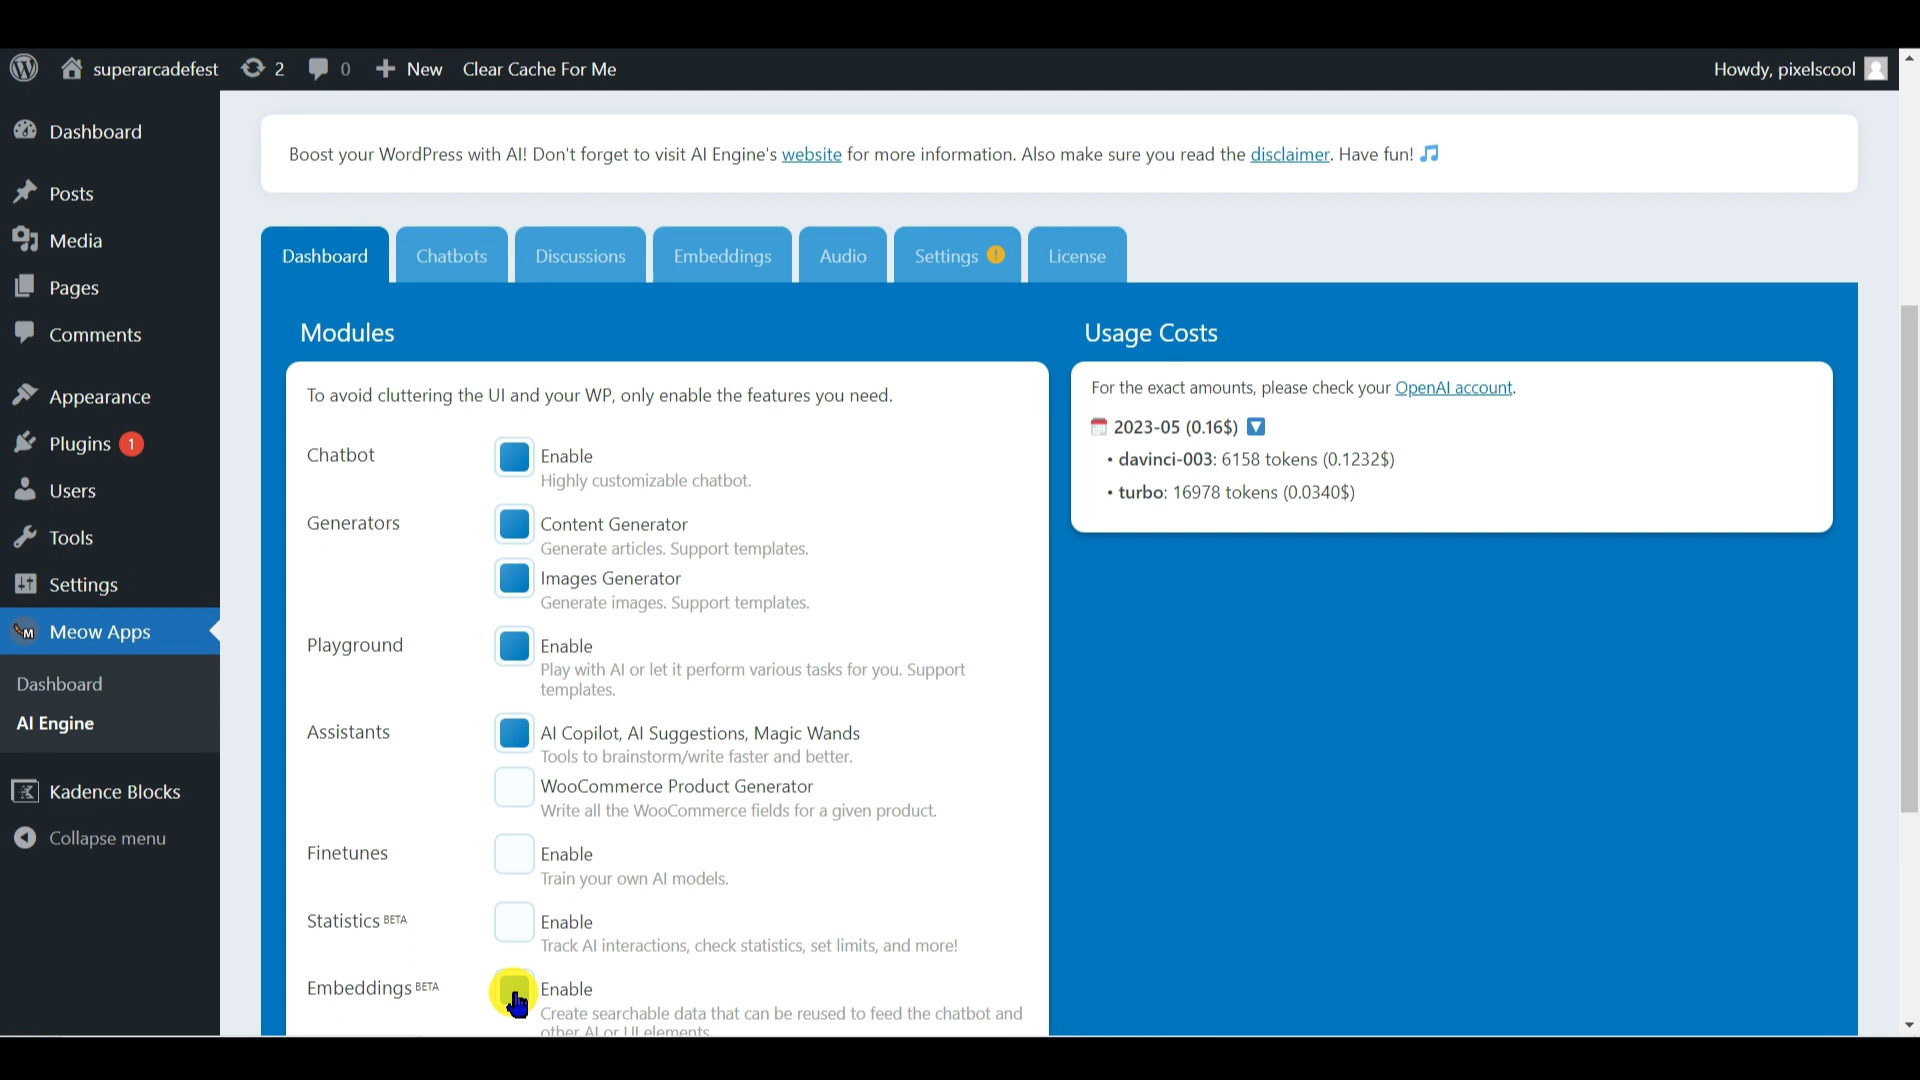 superarcadefest 2 0 New Clear Cache For Me Howdy, pixelscool
Dashboard
Posts
Media
Pages
Comments
Appearance
Plugins 1
Users
Tools
Settings
M Meow Apps
Dashboard
AI Engine
Kadence Blocks
Collapse menu
Boost your WordPress with AI! Don't forget to visit AI Engine's website for more information. Also make sure you read the disclaimer. Have fun! 🎵
Dashboard Chatbots Discussions Embeddings Audio Settings ! License
Modules
To avoid cluttering the UI and your WP, only enable the features you need.
Chatbot Enable
Highly customizable chatbot.
Generators Content Generator
Generate articles. Support templates.
Images Generator
Generate images. Support templates.
Playground Enable
Play with AI or let it perform various tasks for you. Support
templates.
Assistants AI Copilot, AI Suggestions, Magic Wands
Tools to brainstorm/write faster and better.
WooCommerce Product Generator
Write all the WooCommerce fields for a given product.
Finetunes Enable
Train your own AI models.
Statistics BETA Enable
Track AI interactions, check statistics, set limits, and more!
Embeddings BETA Enable
Create searchable data that can be reused to feed the chatbot and
other AI or UI elements
Usage Costs
For the exact amounts, please check your OpenAI account.
2023-05 (0.16$)
• davinci-003: 6158 tokens (0.1232$)
• turbo: 16978 tokens (0.0340$)